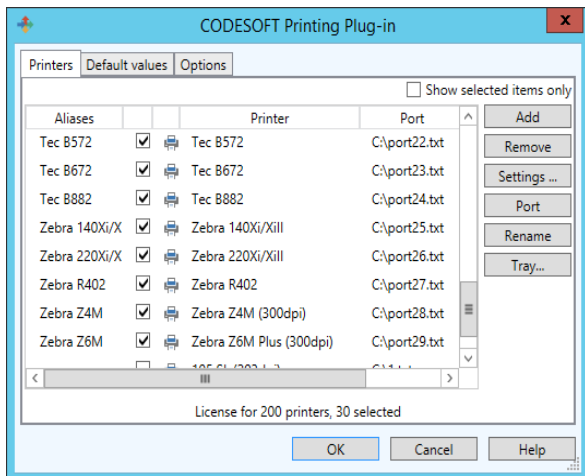 CODESOFT Printing Plug-in
x
Printers Default values Options
Show selected items only
Aliases Printer Port
Tec B572 Tec B572 C:\port22.txt
Tec B672 Tec B672 C:\port23.txt
Tec B882 Tec B882 C:\port24.txt
Zebra 140Xi/X Zebra 140Xi/XiII C:\port25.txt
Zebra 220Xi/X Zebra 220Xi/XiII C:\port26.txt
Zebra R402 Zebra R402 C:\port27.txt
Zebra Z4M Zebra Z4M (300dpi) C:\port28.txt
Zebra Z6M Zebra Z6M Plus (300dpi) C:\port29.txt
Add
Remove
Settings ...
Port
Rename
Tray...
License for 200 printers, 30 selected
OK Cancel Help